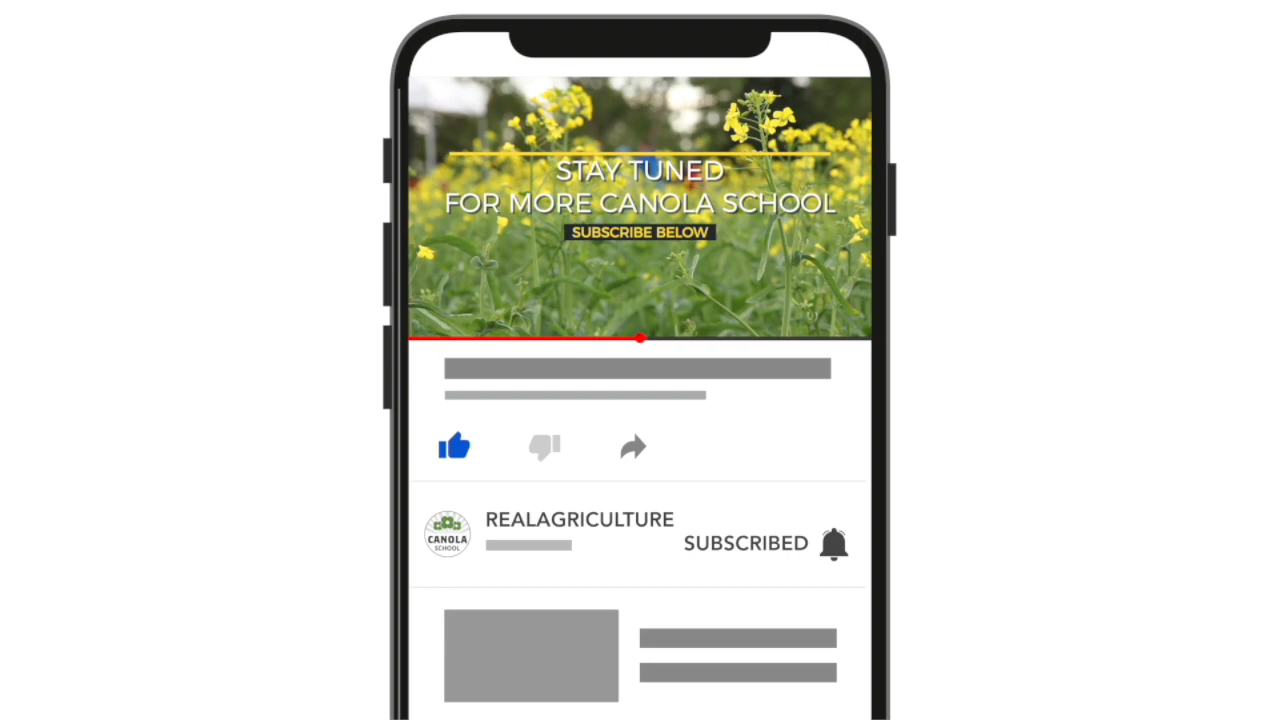 STAY TUNED
FOR MORE CANOLA SCHOOL
SUBSCRIBE BELOW
REALAGRICULTURE
CANOLA
SCHOOL
SUBSCRIBED